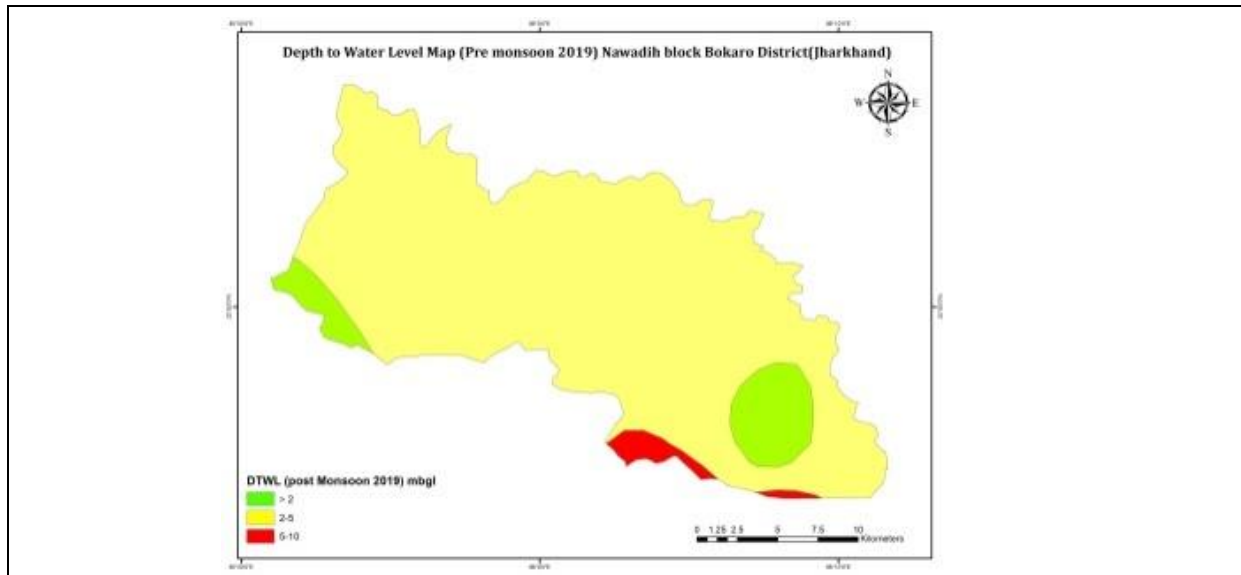 Depth to Water Level Map (Pre monsoon 2019) Nawadih block Bokaro District(Jharkhand)
N
W
E
S
DTWL (post Monsoon 2019) mbgl
> 2
2-5
5-10
0 1.25 2.5 5 7.5 10
Kilometers